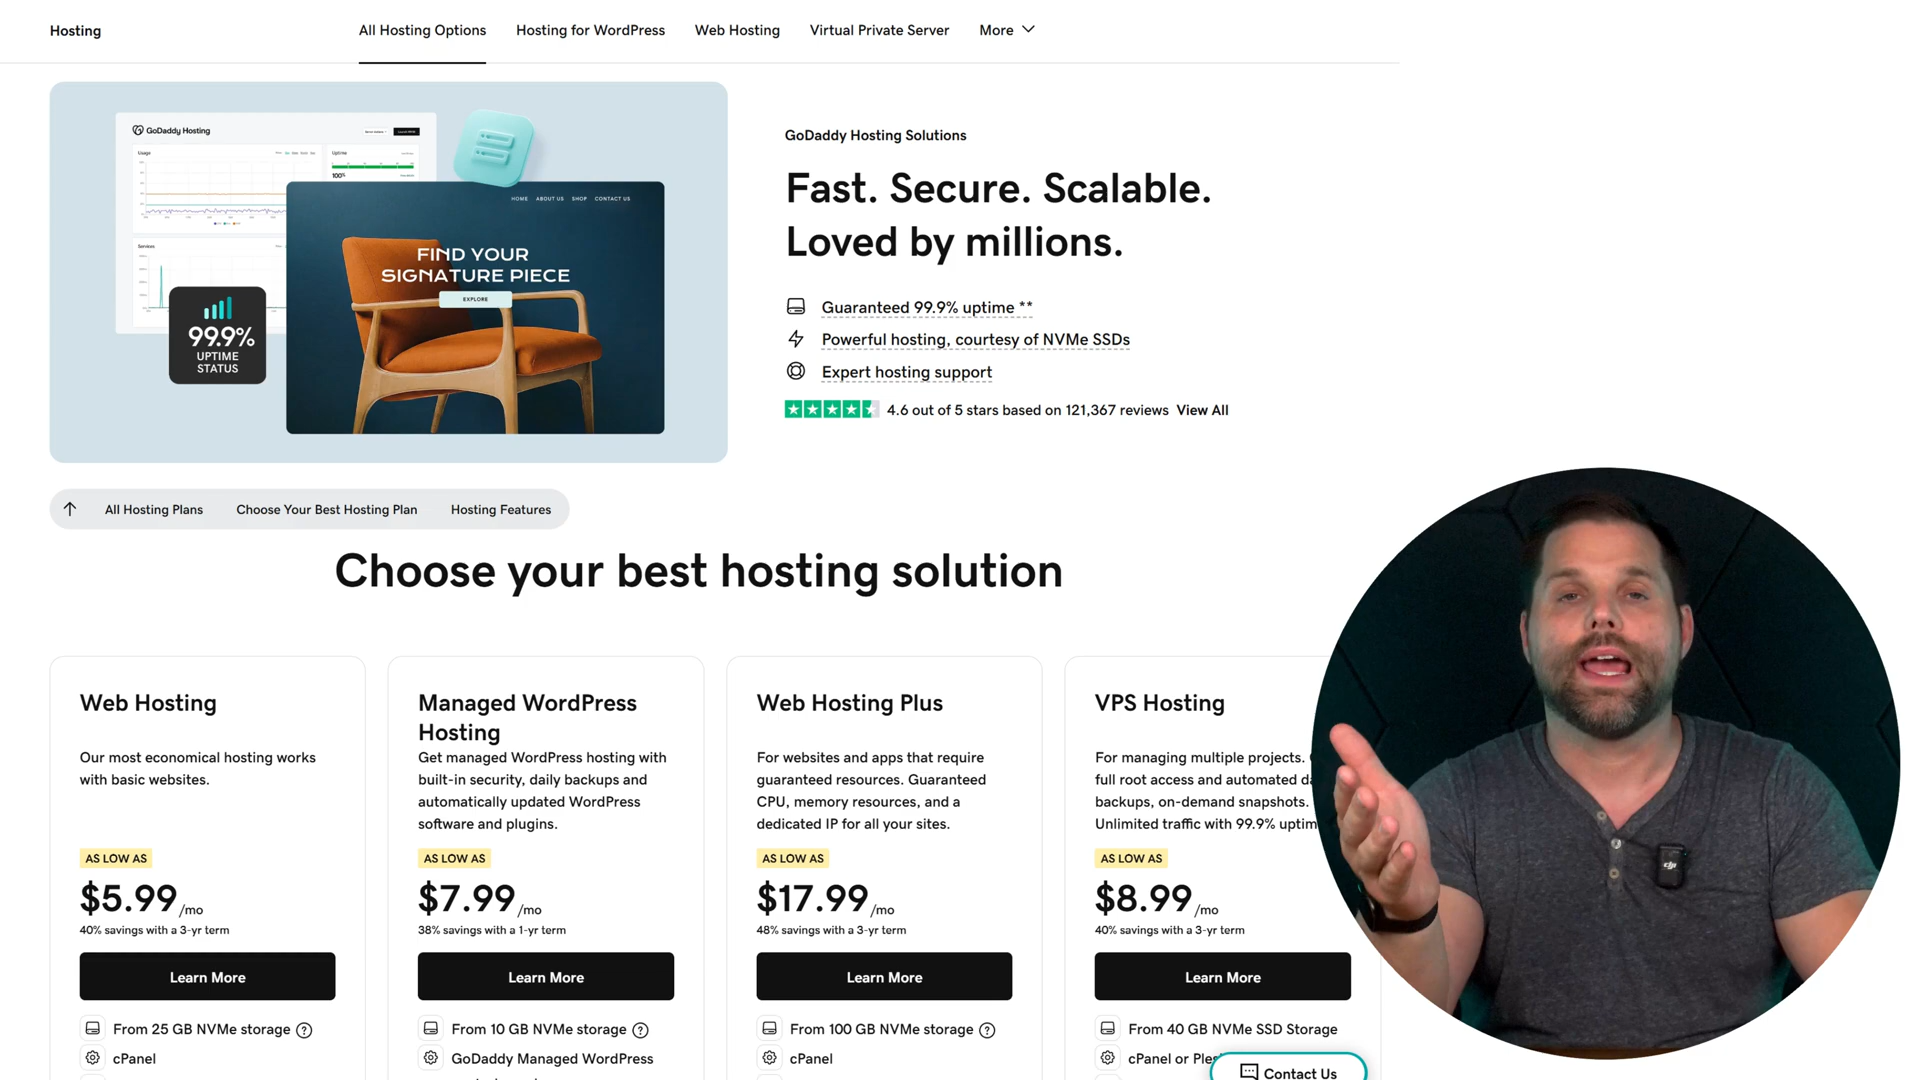 Hosting
All Hosting Options
Hosting for WordPress
Web Hosting
Virtual Private Server
More
GoDaddy Hosting
Usage
Uptime
100%
Services
HOME ABOUT US SHOP CONTACT US
FIND YOUR
SIGNATURE PIECE
EXPLORE
99.9%
UPTIME
STATUS
GoDaddy Hosting Solutions
Fast. Secure. Scalable.
Loved by millions.
Guaranteed 99.9% uptime **
Powerful hosting, courtesy of NVMe SSDs
Expert hosting support
4.6 out of 5 stars based on 121,367 reviews View All
All Hosting Plans
Choose Your Best Hosting Plan
Hosting Features
Choose your best hosting solution
Web Hosting
Our most economical hosting works
with basic websites.
AS LOW AS
$5.99 /mo
40% savings with a 3-yr term
Learn More
From 25 GB NVMe storage
cPanel
Managed WordPress
Hosting
Get managed WordPress hosting with
built-in security, daily backups and
automatically updated WordPress
software and plugins.
AS LOW AS
$7.99 /mo
38% savings with a 1-yr term
Learn More
From 10 GB NVMe storage
GoDaddy Managed WordPress
Web Hosting Plus
For websites and apps that require
guaranteed resources. Guaranteed
CPU, memory resources, and a
dedicated IP for all your sites.
AS LOW AS
$17.99 /mo
48% savings with a 3-yr term
Learn More
From 100 GB NVMe storage
cPanel
VPS Hosting
For managing multiple projects.
full root access and automated
backups, on-demand snapshots.
Unlimited traffic with 99.9%
AS LOW AS
$8.99 /mo
40% savings with a 3-yr term
Learn More
From 40 GB NVMe SSD Storage
cPanel or
Contact Us
dji